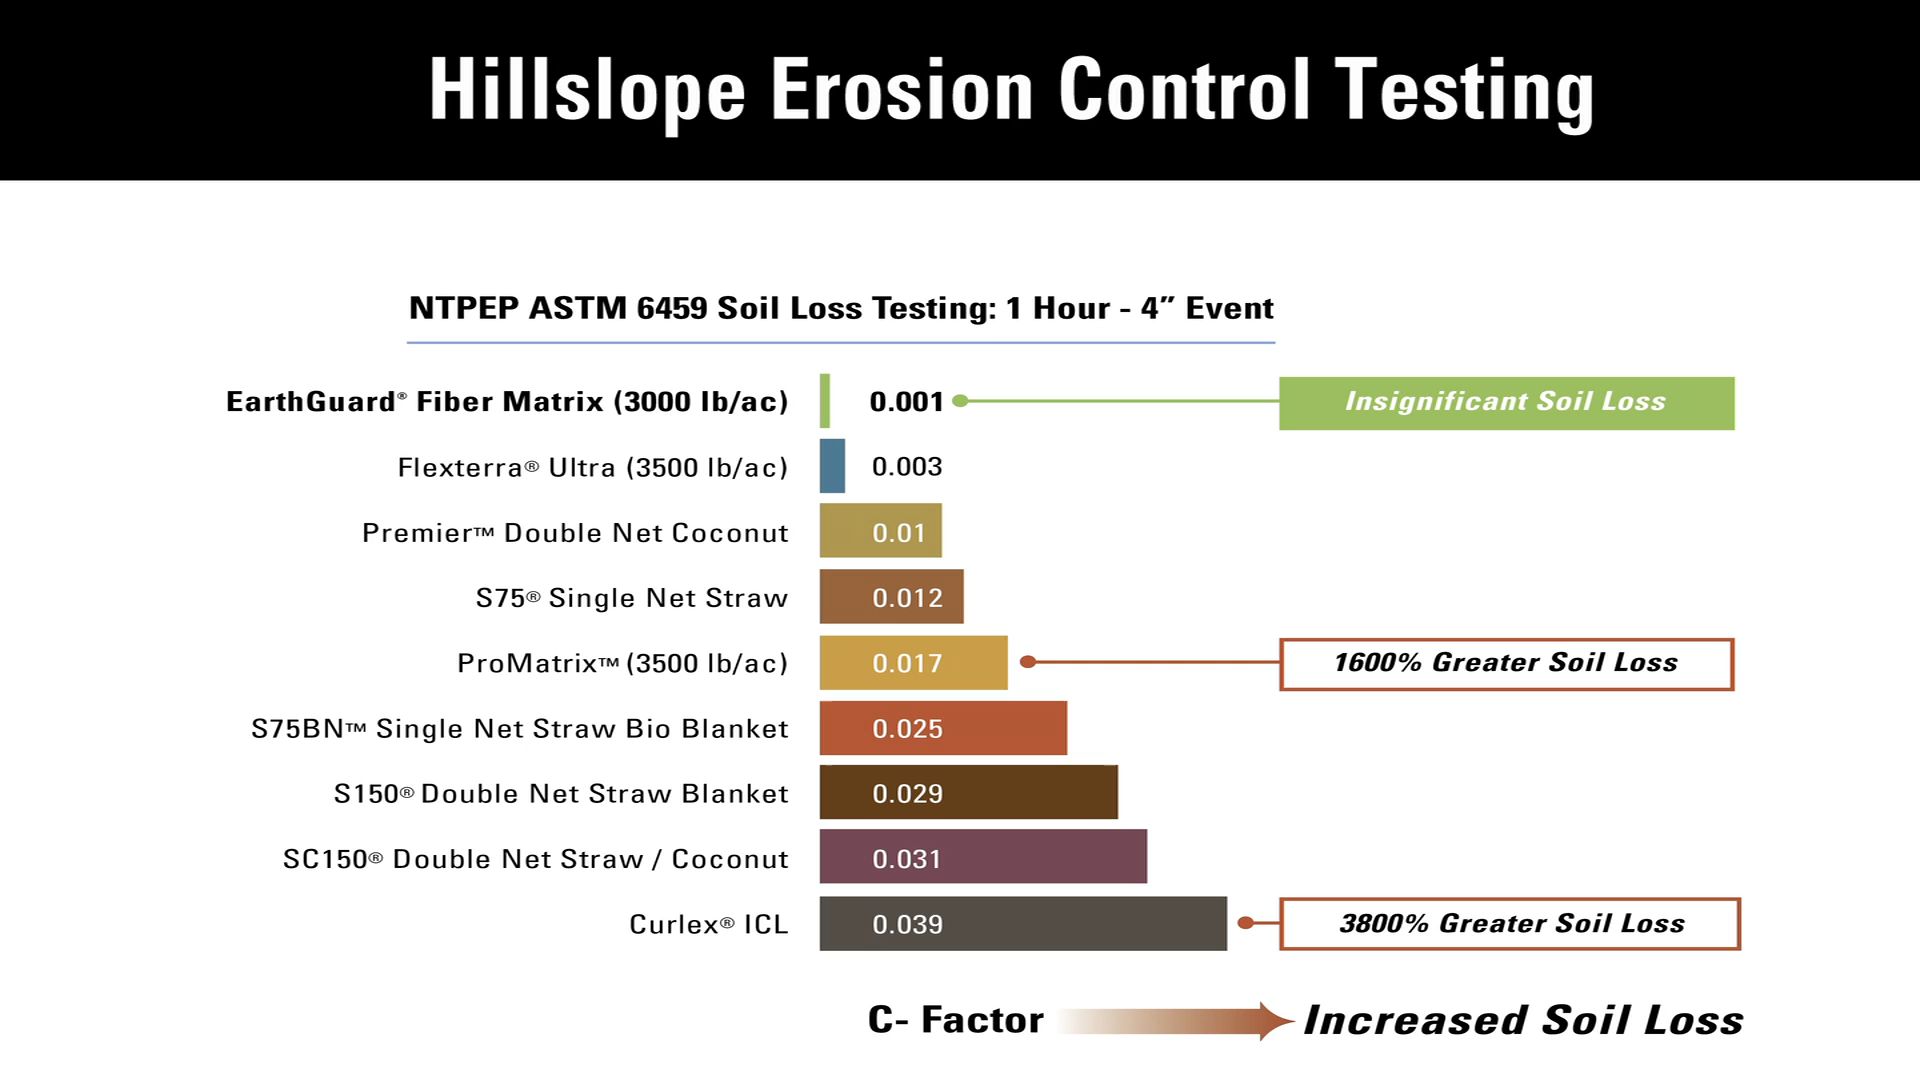 Hillslope Erosion Control Testing
NTPEP ASTM 6459 Soil Loss Testing: 1 Hour - 4” Event
EarthGuard® Fiber Matrix (3000 lb/ac) 0.001 Insignificant Soil Loss
Flexterra® Ultra (3500 lb/ac) 0.003
Premier™ Double Net Coconut 0.01
S75® Single Net Straw 0.012
ProMatrix™ (3500 lb/ac) 0.017 1600% Greater Soil Loss
S75BN™ Single Net Straw Bio Blanket 0.025
S150® Double Net Straw Blanket 0.029
SC150® Double Net Straw / Coconut 0.031
Curlex® ICL 0.039 3800% Greater Soil Loss
C- Factor Increased Soil Loss